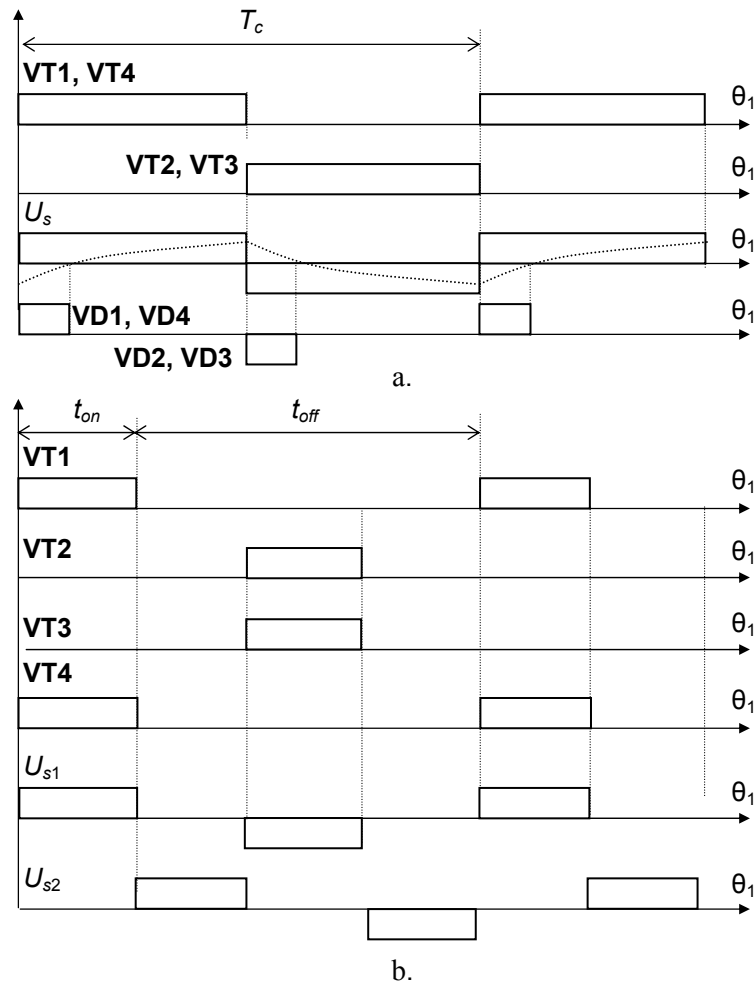 T_c
VT1, VT4
θ₁
VT2, VT3
θ₁
U_s
θ₁
VD1, VD4
θ₁
VD2, VD3
a.
t_on t_off
VT1
θ₁
VT2
θ₁
VT3
θ₁
VT4
θ₁
U_s1
θ₁
U_s2
θ₁
b.